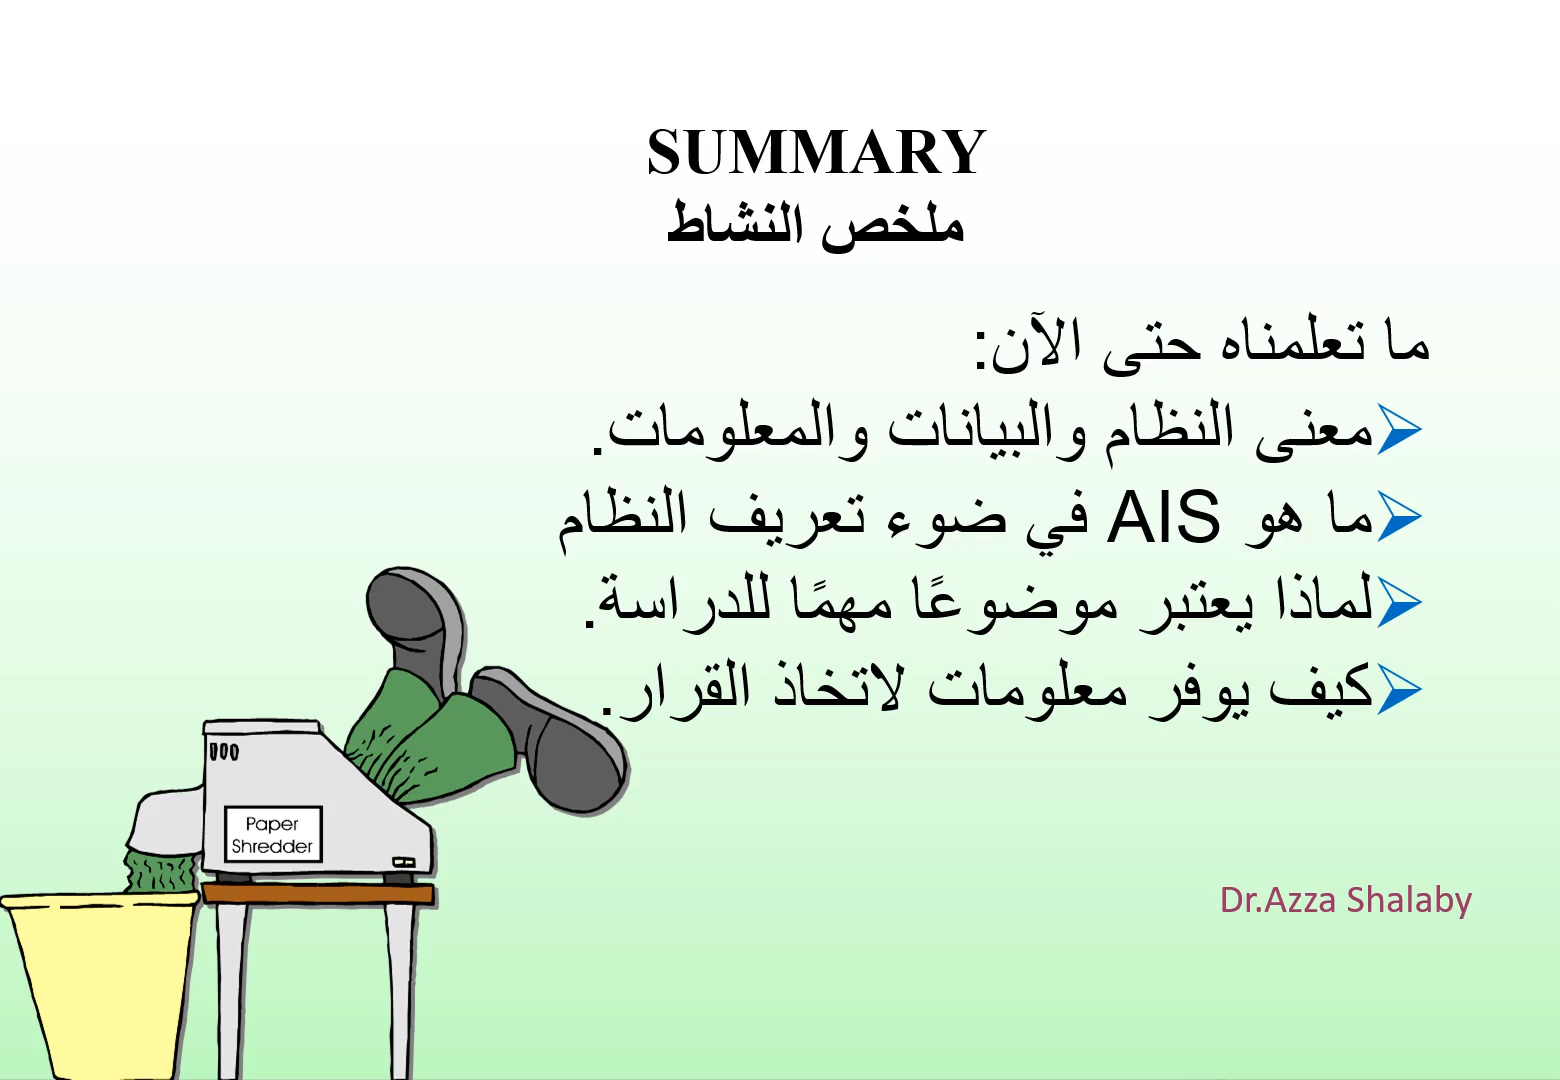 SUMMARY
ملخص النشاط
ما تعلمناه حتى الآن:
معنى النظام والبيانات والمعلومات.
ما هو AIS في ضوء تعريف النظام
لماذا يعتبر موضوعًا مهمًا للدراسة.
كيف يوفر معلومات لاتخاذ القرار.
Paper
Shredder
Dr.Azza Shalaby